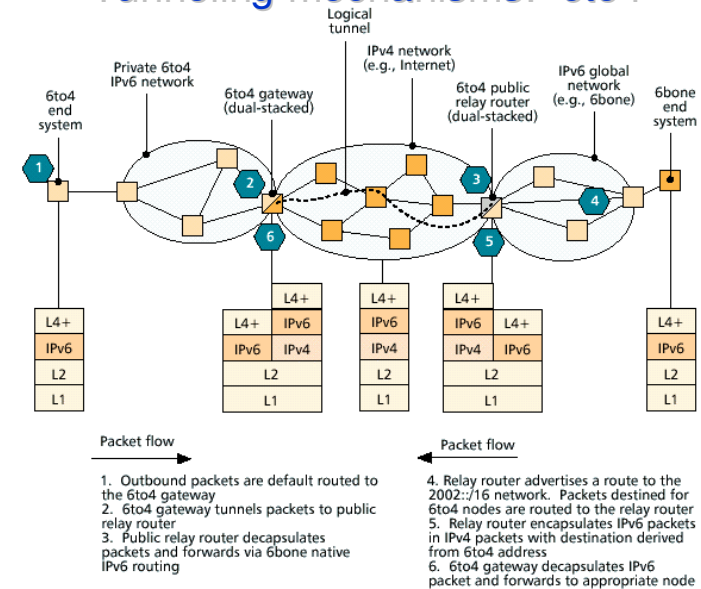 Tunneling mechanisms: 6to4
Logical
tunnel
IPv4 network
(e.g., Internet)
Private 6to4
IPv6 network
6to4 gateway
(dual-stacked)
6to4 public
relay router
(dual-stacked)
IPv6 global
network
(e.g., 6bone)
6to4
end
system
6bone
end
system
1
2
3
4
5
6
L4+
IPv6
L2
L1
L4+
L4+ IPv6
IPv6 IPv4
L2
L1
L4+
IPv6
IPv4
L2
L1
L4+
IPv6 L4+
IPv4 IPv6
L2
L1
L4+
IPv6
L2
L1
Packet flow
1. Outbound packets are default routed to
the 6to4 gateway
2. 6to4 gateway tunnels packets to public
relay router
3. Public relay router decapsulates
packets and forwards via 6bone native
IPv6 routing
Packet flow
4. Relay router advertises a route to the
2002::/16 network. Packets destined for
6to4 nodes are routed to the relay router
5. Relay router encapsulates IPv6 packets
in IPv4 packets with destination derived
from 6to4 address
6. 6to4 gateway decapsulates IPv6
packet and forwards to appropriate node